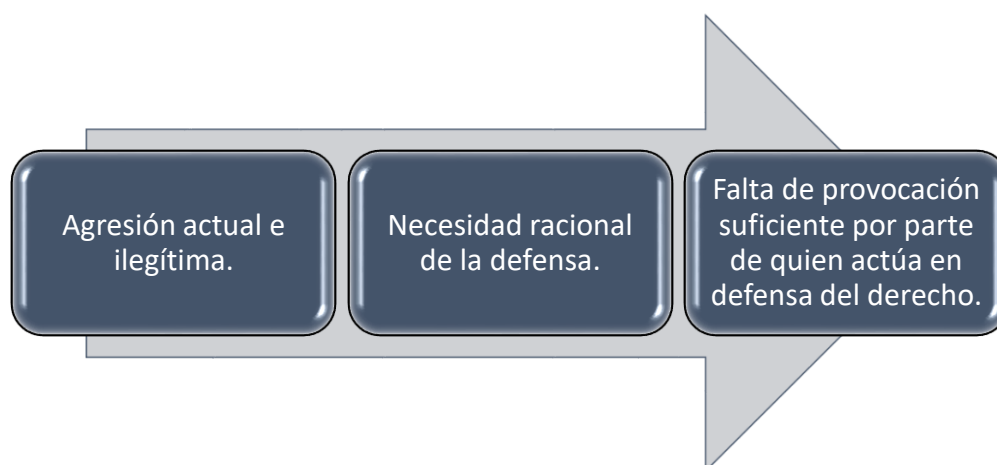 Agresión actual e
ilegítima.
Necesidad racional
de la defensa.
Falta de provocación
suficiente por parte
de quien actúa en
defensa del derecho.